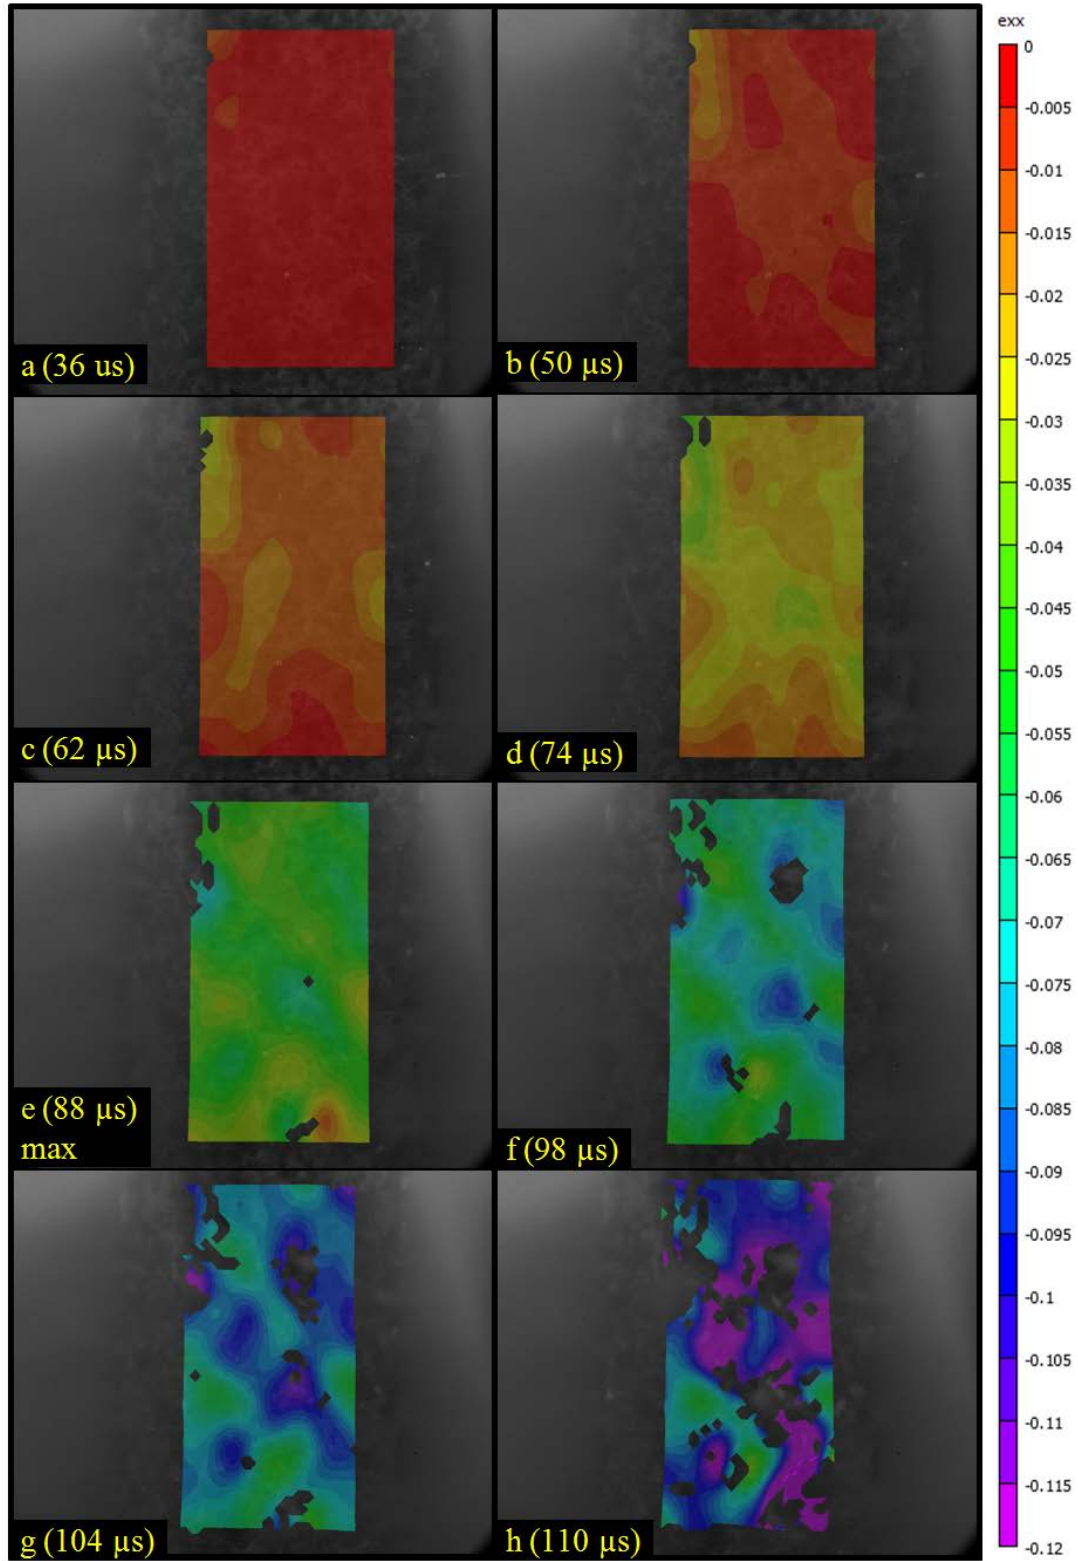 exx
0
-0.005
-0.01
-0.015
-0.02
-0.025
-0.03
-0.035
-0.04
-0.045
-0.05
-0.055
-0.06
-0.065
-0.07
-0.075
-0.08
-0.085
-0.09
-0.095
-0.1
-0.105
-0.11
-0.115
-0.12
a (36 us)
b (50 µs)
c (62 µs)
d (74 µs)
e (88 µs)
max
f (98 µs)
g (104 µs)
h (110 µs)